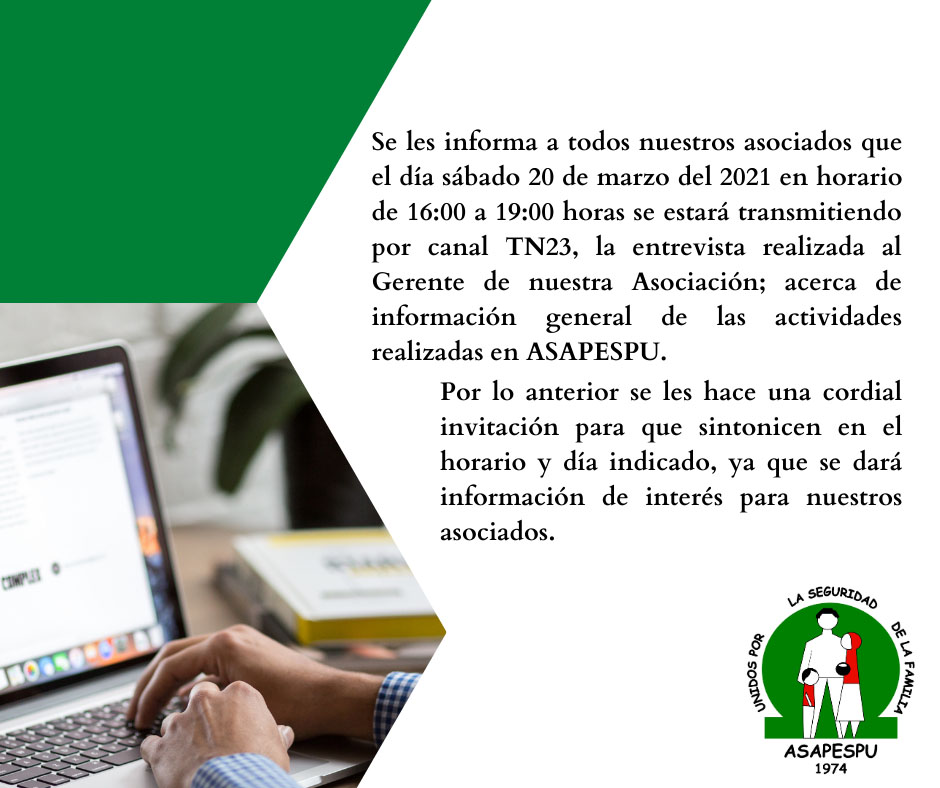 Se les informa a todos nuestros asociados que
el día sábado 20 de marzo del 2021 en horario
de 16:00 a 19:00 horas se estará transmitiendo
por canal TN23, la entrevista realizada al
Gerente de nuestra Asociación; acerca de
información general de las actividades
realizadas en ASAPESPU.
Por lo anterior se les hace una cordial
invitación para que sintonicen en el
horario y día indicado, ya que se dará
información de interés para nuestros
asociados.
COMPLEX
UNIDOS POR LA SEGURIDAD DE LA FAMILIA
ASAPESPU
1974